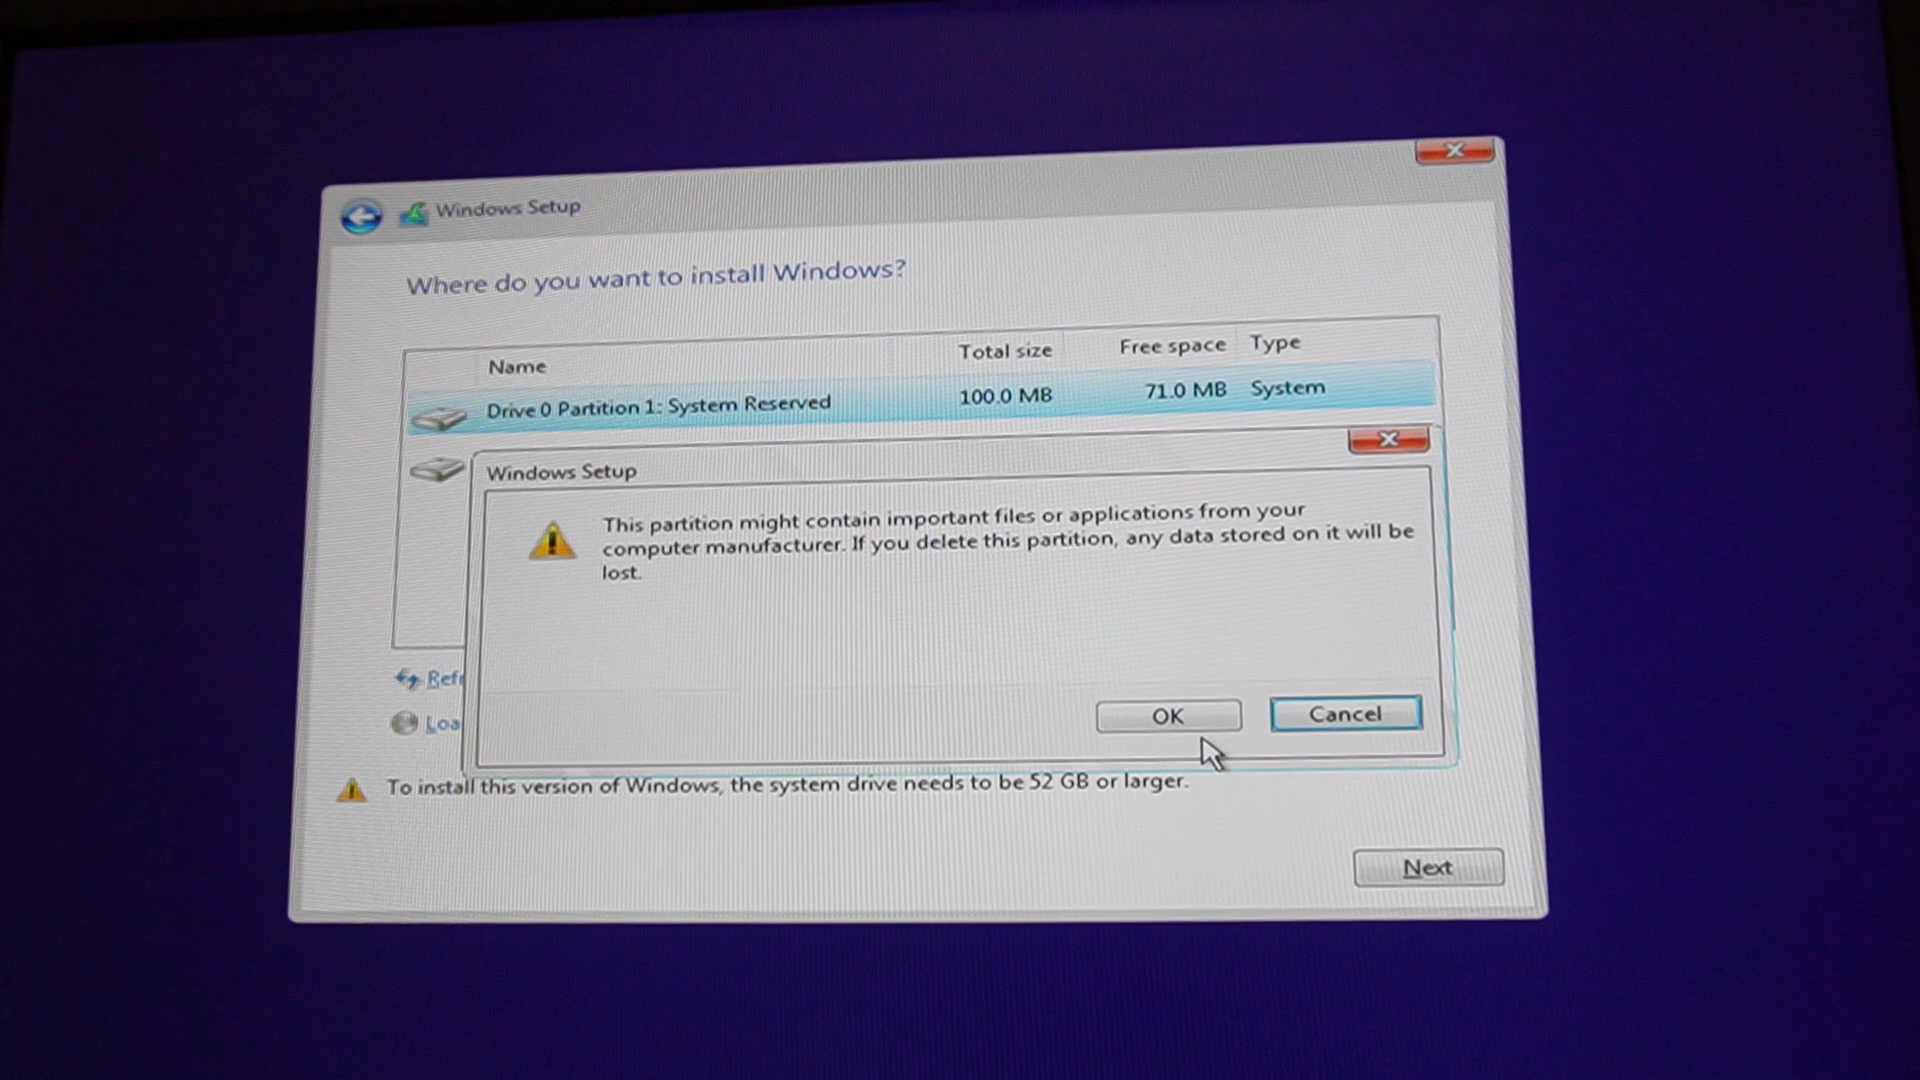 Windows Setup
Where do you want to install Windows?
Name Total size Free space Type
Drive 0 Partition 1: System Reserved 100.0 MB 71.0 MB System
Windows Setup
This partition might contain important files or applications from your
computer manufacturer. If you delete this partition, any data stored on it will be
lost.
Refr
Loa
OK Cancel
To install this version of Windows, the system drive needs to be 52 GB or larger.
Next